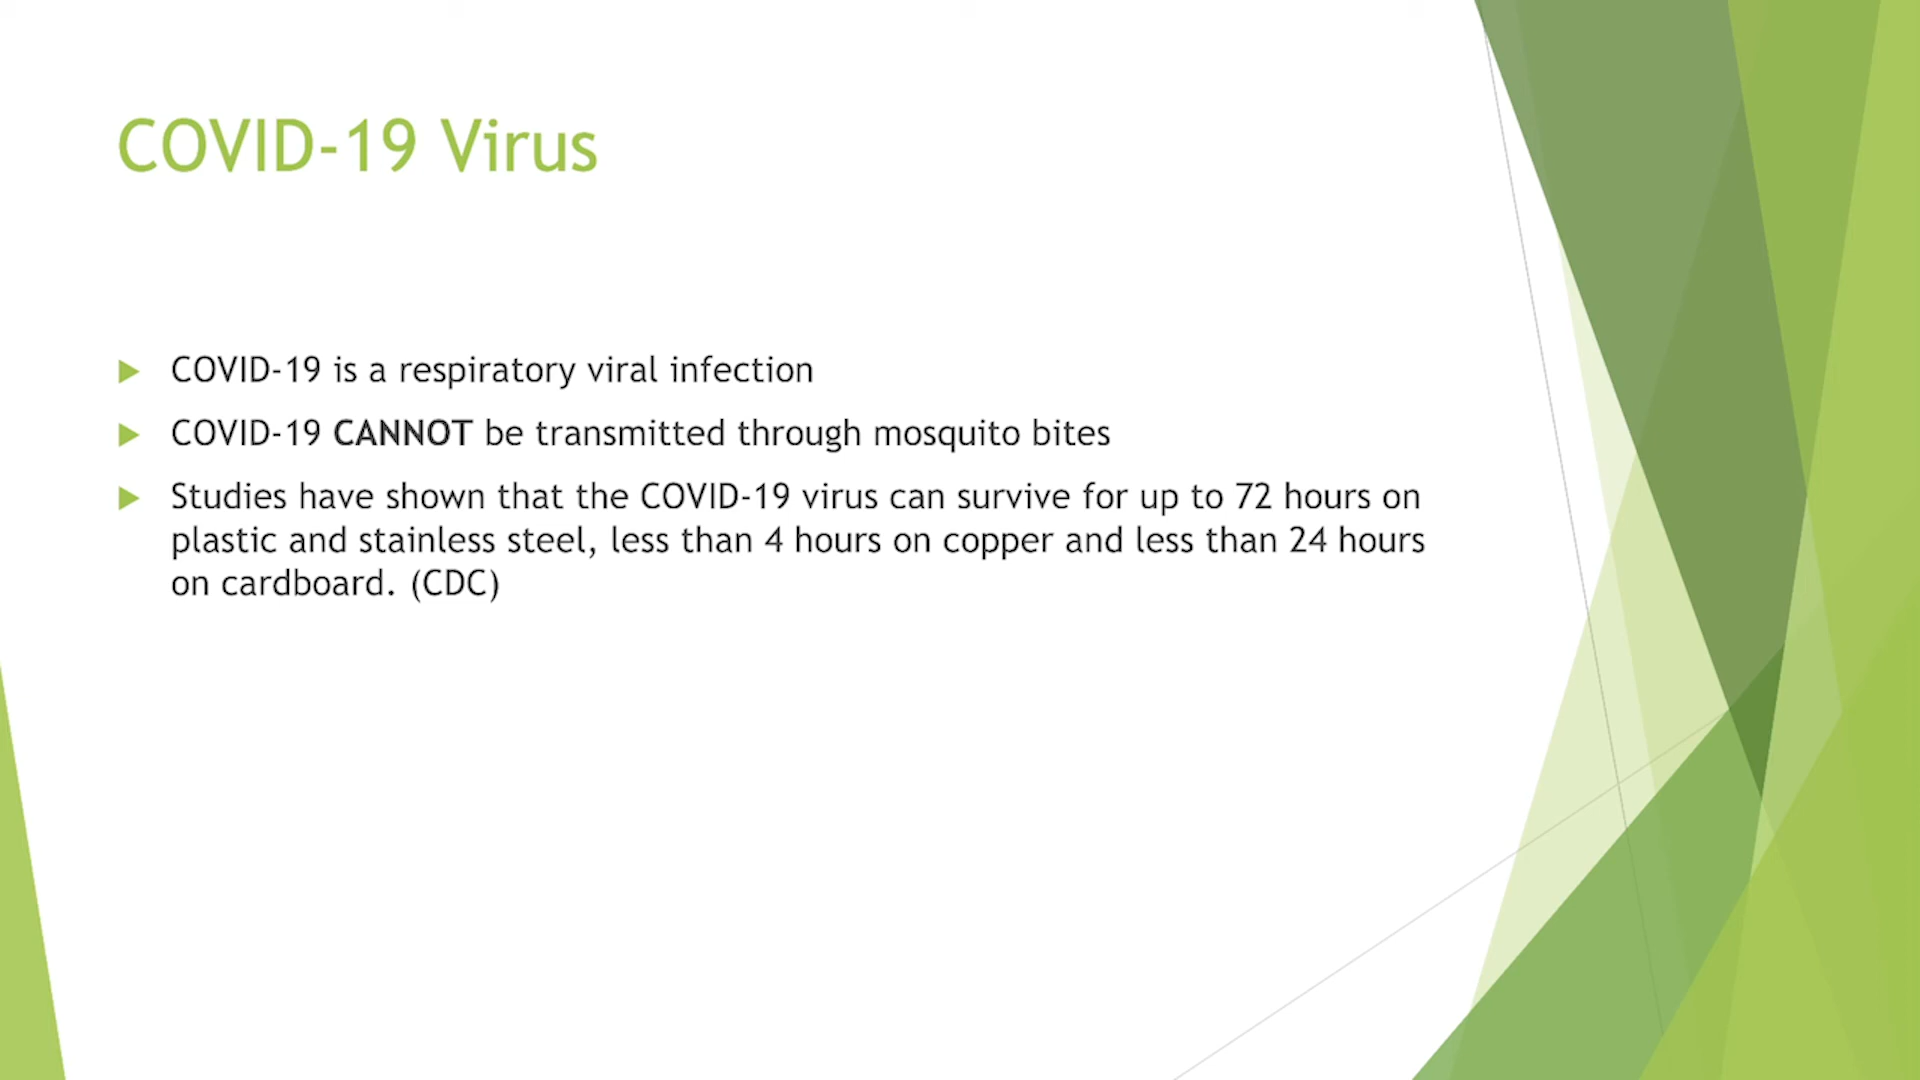 COVID-19 Virus
COVID-19 is a respiratory viral infection
COVID-19 CANNOT be transmitted through mosquito bites
Studies have shown that the COVID-19 virus can survive for up to 72 hours on
plastic and stainless steel, less than 4 hours on copper and less than 24 hours
on cardboard. (CDC)